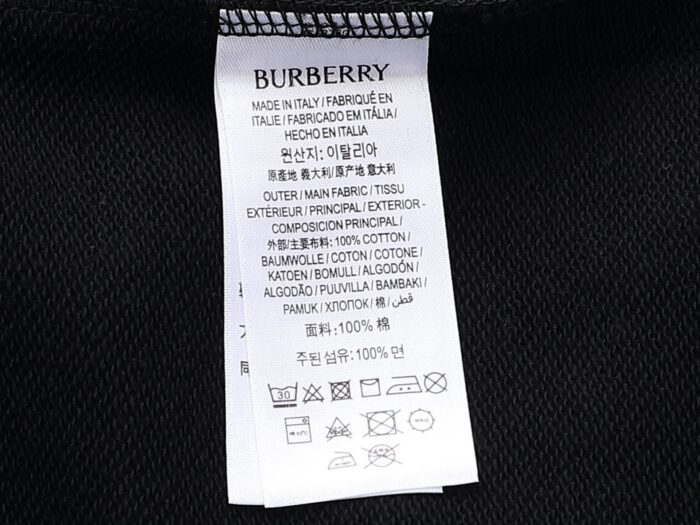 BURBERRY
MADE IN ITALY / FABRIQUÉ EN
ITALIE / FABRICADO EM ITÁLIA /
HECHO EN ITALIA
원산지: 이탈리아
原產地 義大利/原产地 意大利
OUTER / MAIN FABRIC / TISSU
EXTÉRIEUR / PRINCIPAL / EXTERIOR -
COMPOSICION PRINCIPAL /
外部/主要布料: 100% COTTON /
BAUMWOLLE / COTON / COTONE /
KATOEN / BOMULL / ALGODÓN /
ALGODÃO / PUUVILLA / BAMBAKI /
PAMUK / ХЛОПОК / 棉 / قطن
面料:100% 棉
주된섬유:100% 면
30